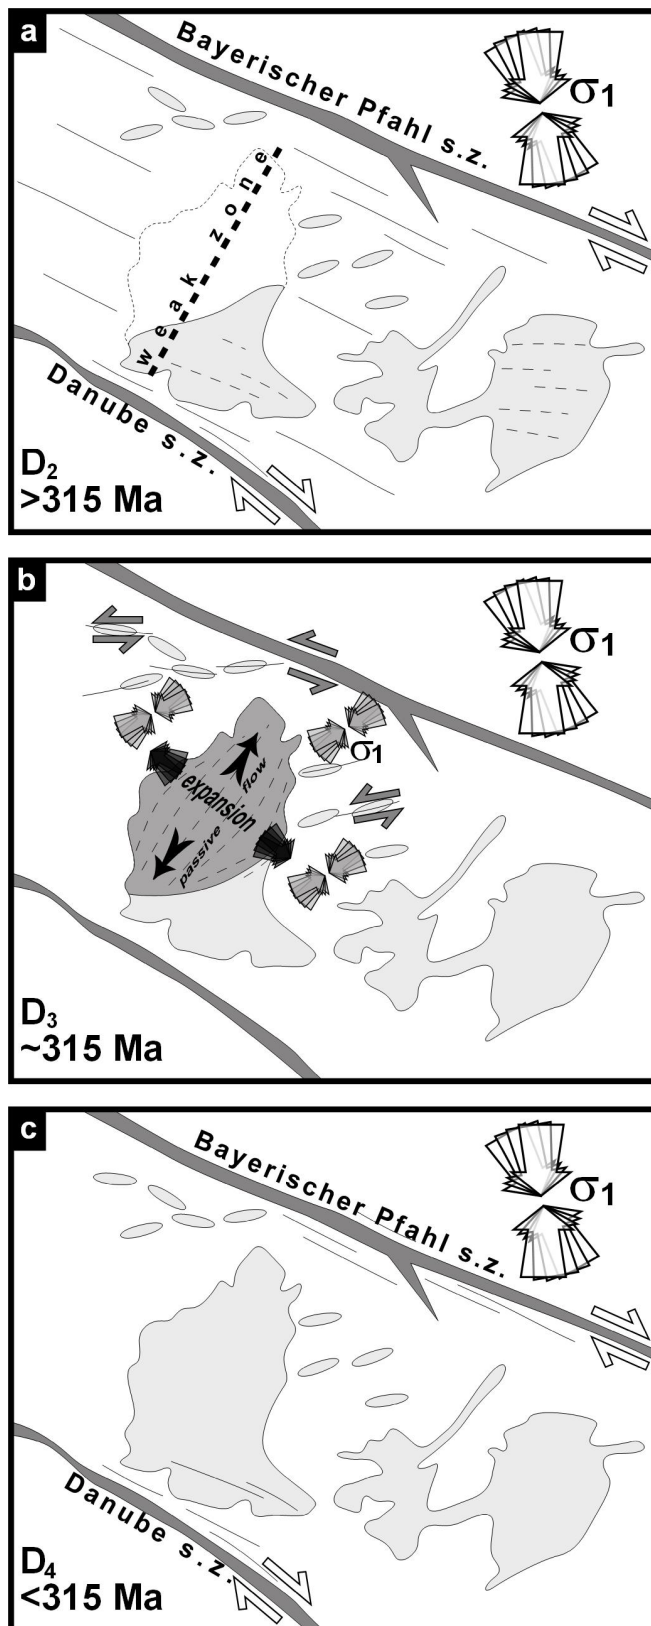 a
Bayerischer Pfahl s.z.
σ1
weak zone
Danube s.z.
D2
>315 Ma
b
σ1
σ1
expansion
flow
passive
D3
~315 Ma
c
Bayerischer Pfahl s.z.
σ1
Danube s.z.
D4
<315 Ma